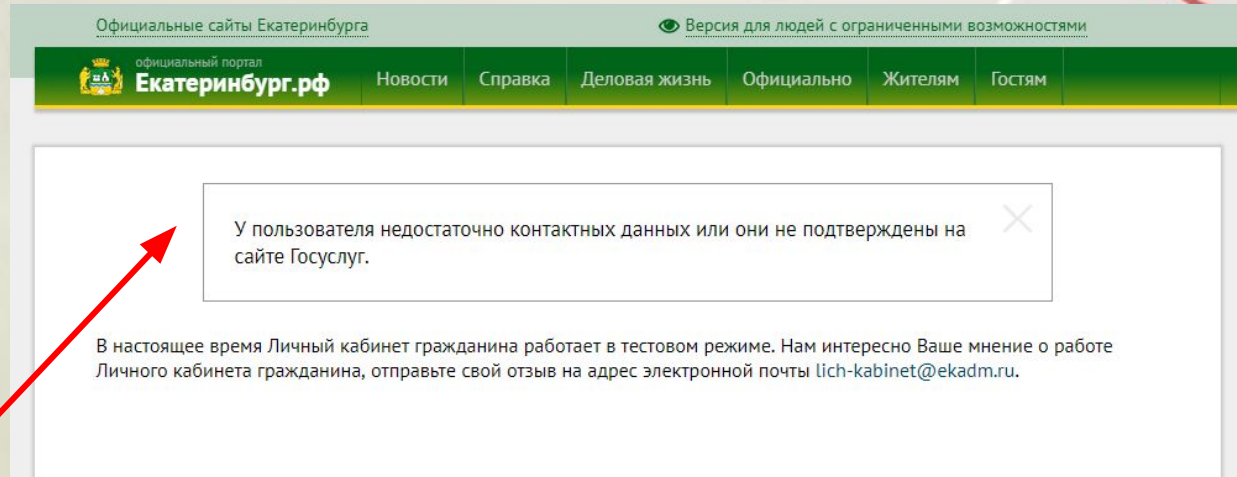 Официальные сайты Екатеринбурга
Версия для людей с ограниченными возможностями
официальный портал
Екатеринбург.рф
Новости
Справка
Деловая жизнь
Официально
Жителям
Гостям
У пользователя недостаточно контактных данных или они не подтверждены на
сайте Госуслуг.
В настоящее время Личный кабинет гражданина работает в тестовом режиме. Нам интересно Ваше мнение о работе
Личного кабинета гражданина, отправьте свой отзыв на адрес электронной почты lich-kabinet@ekadm.ru.